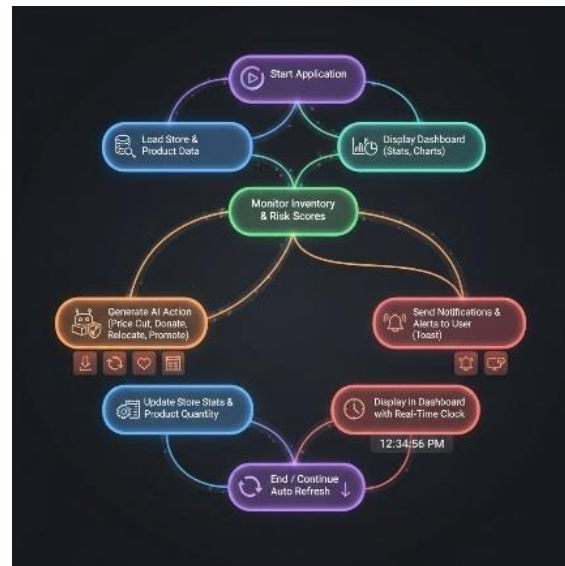 Start Application
Load Store &
Product Data
Display Dashboard
(Stats, Charts)
Monitor Inventory
& Risk Scores
Generate AI Action
(Price Cut, Donate,
Relocate, Promote)
Send Notifications &
Alerts to User
(Toast)
Update Store Stats &
Product Quantity
Display in Dashboard
with Real-Time Clock
12:34:56 PM
End / Continue
Auto Refresh